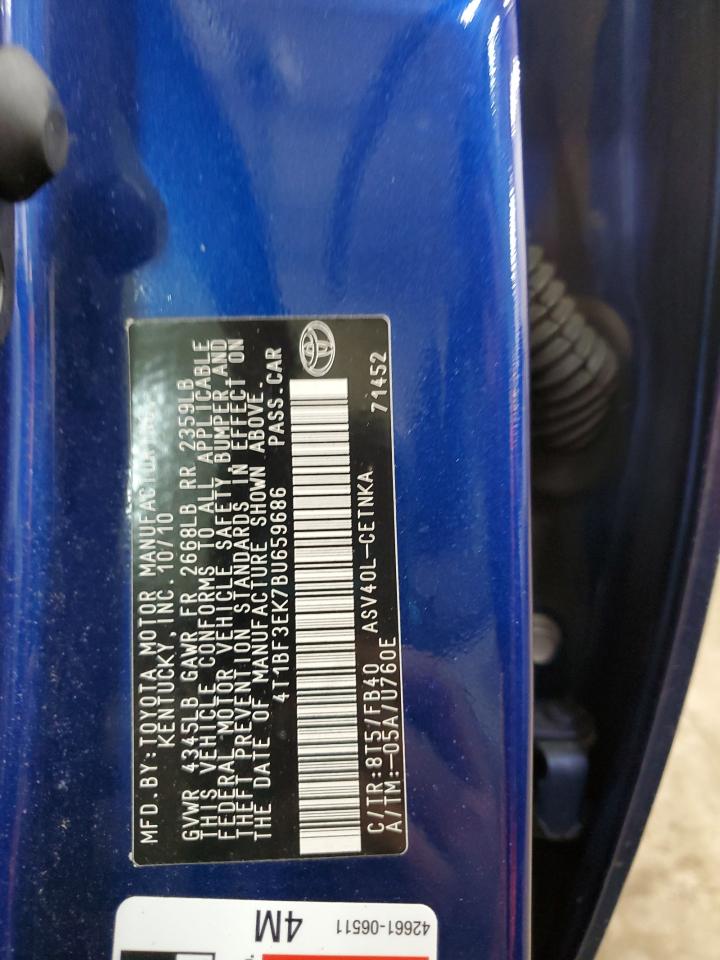 MFD.BY:TOYOTA MOTOR MANUFACTURING
KENTUCKY,INC. 10/10
GVWR 4345LB GAWR FR 2668LB RR 2359LB
THIS VEHICLE CONFORMS TO ALL APPLICABLE
FEDERAL MOTOR VEHICLE SAFETY,BUMPER AND
THEFT PREVENTION STANDARDS IN EFFECT ON
THE DATE OF MANUFACTURE SHOWN ABOVE.
4T1BF3EK7BU659686 PASS.CAR
C/TR:8T5/FB40 ASV40L-CETNKA 71452
A/TM:-05A/U760E
4M
42661-06511